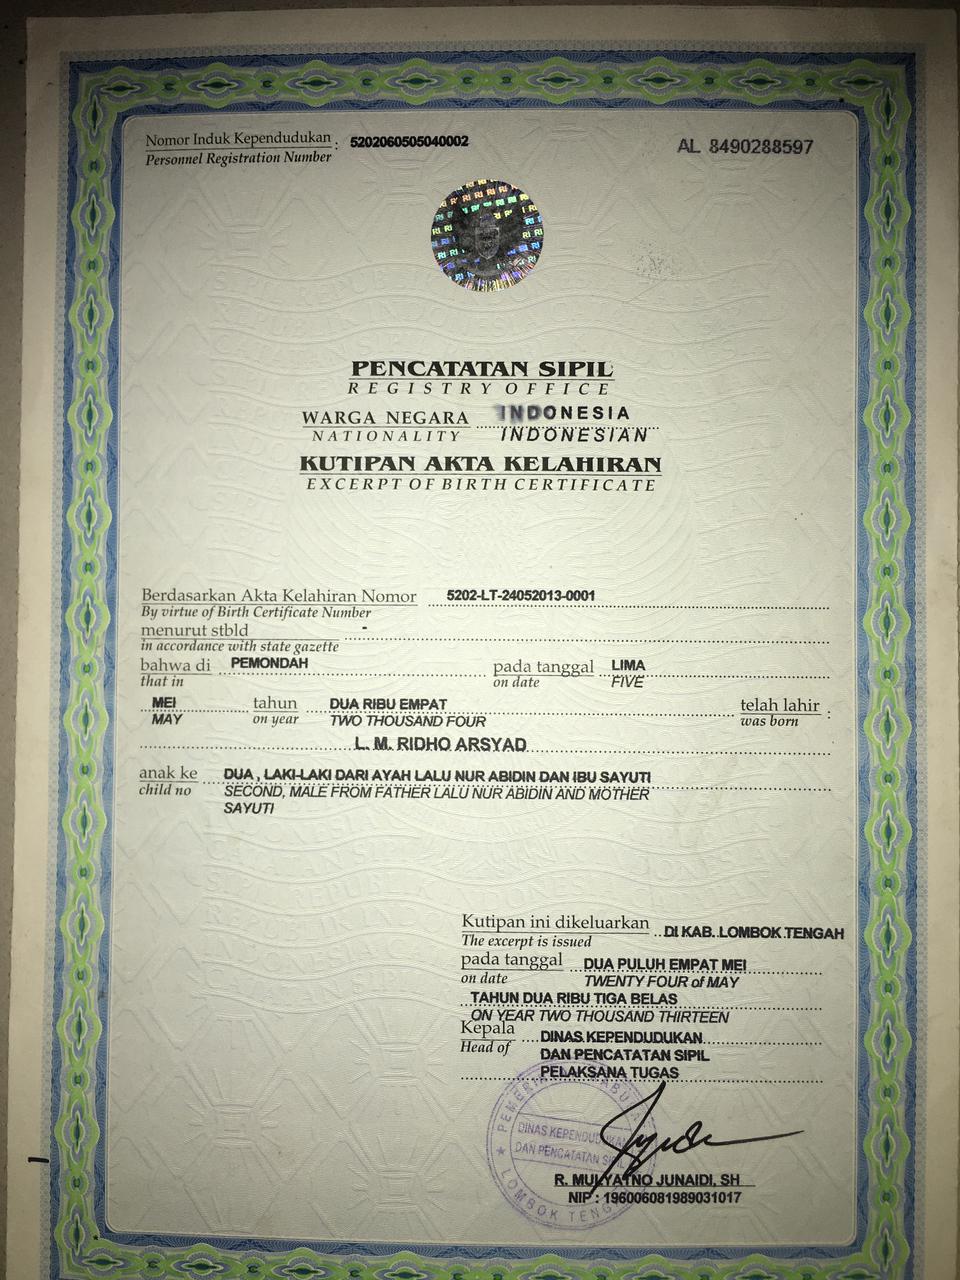 Nomor Induk Kependudukan : 5202060505040002
Personnel Registration Number
AL 8490288597
PENCATATAN SIPIL
REGISTRY OFFICE
WARGA NEGARA INDONESIA
NATIONALITY INDONESIAN
KUTIPAN AKTA KELAHIRAN
EXCERPT OF BIRTH CERTIFICATE
Berdasarkan Akta Kelahiran Nomor 5202-LT-24052013-0001
By virtue of Birth Certificate Number
menurut stbld -
in accordance with state gazette
bahwa di PEMONDAH pada tanggal LIMA
that in on date FIVE
MEI tahun DUA RIBU EMPAT telah lahir :
MAY on year TWO THOUSAND FOUR was born
L. M. RIDHO ARSYAD
anak ke DUA , LAKI-LAKI DARI AYAH LALU NUR ABIDIN DAN IBU SAYUTI
child no SECOND, MALE FROM FATHER LALU NUR ABIDIN AND MOTHER
SAYUTI
Kutipan ini dikeluarkan DI KAB. LOMBOK TENGAH
The excerpt is issued
pada tanggal DUA PULUH EMPAT MEI
on date TWENTY FOUR of MAY
TAHUN DUA RIBU TIGA BELAS
ON YEAR TWO THOUSAND THIRTEEN
Kepala DINAS KEPENDUDUKAN
Head of DAN PENCATATAN SIPIL
PELAKSANA TUGAS
DINAS KEPENDUDUKAN
DAN PENCATATAN SIPIL
LOMBOK TENGAH
R. MULYATNO JUNAIDI, SH
NIP : 196006081989031017